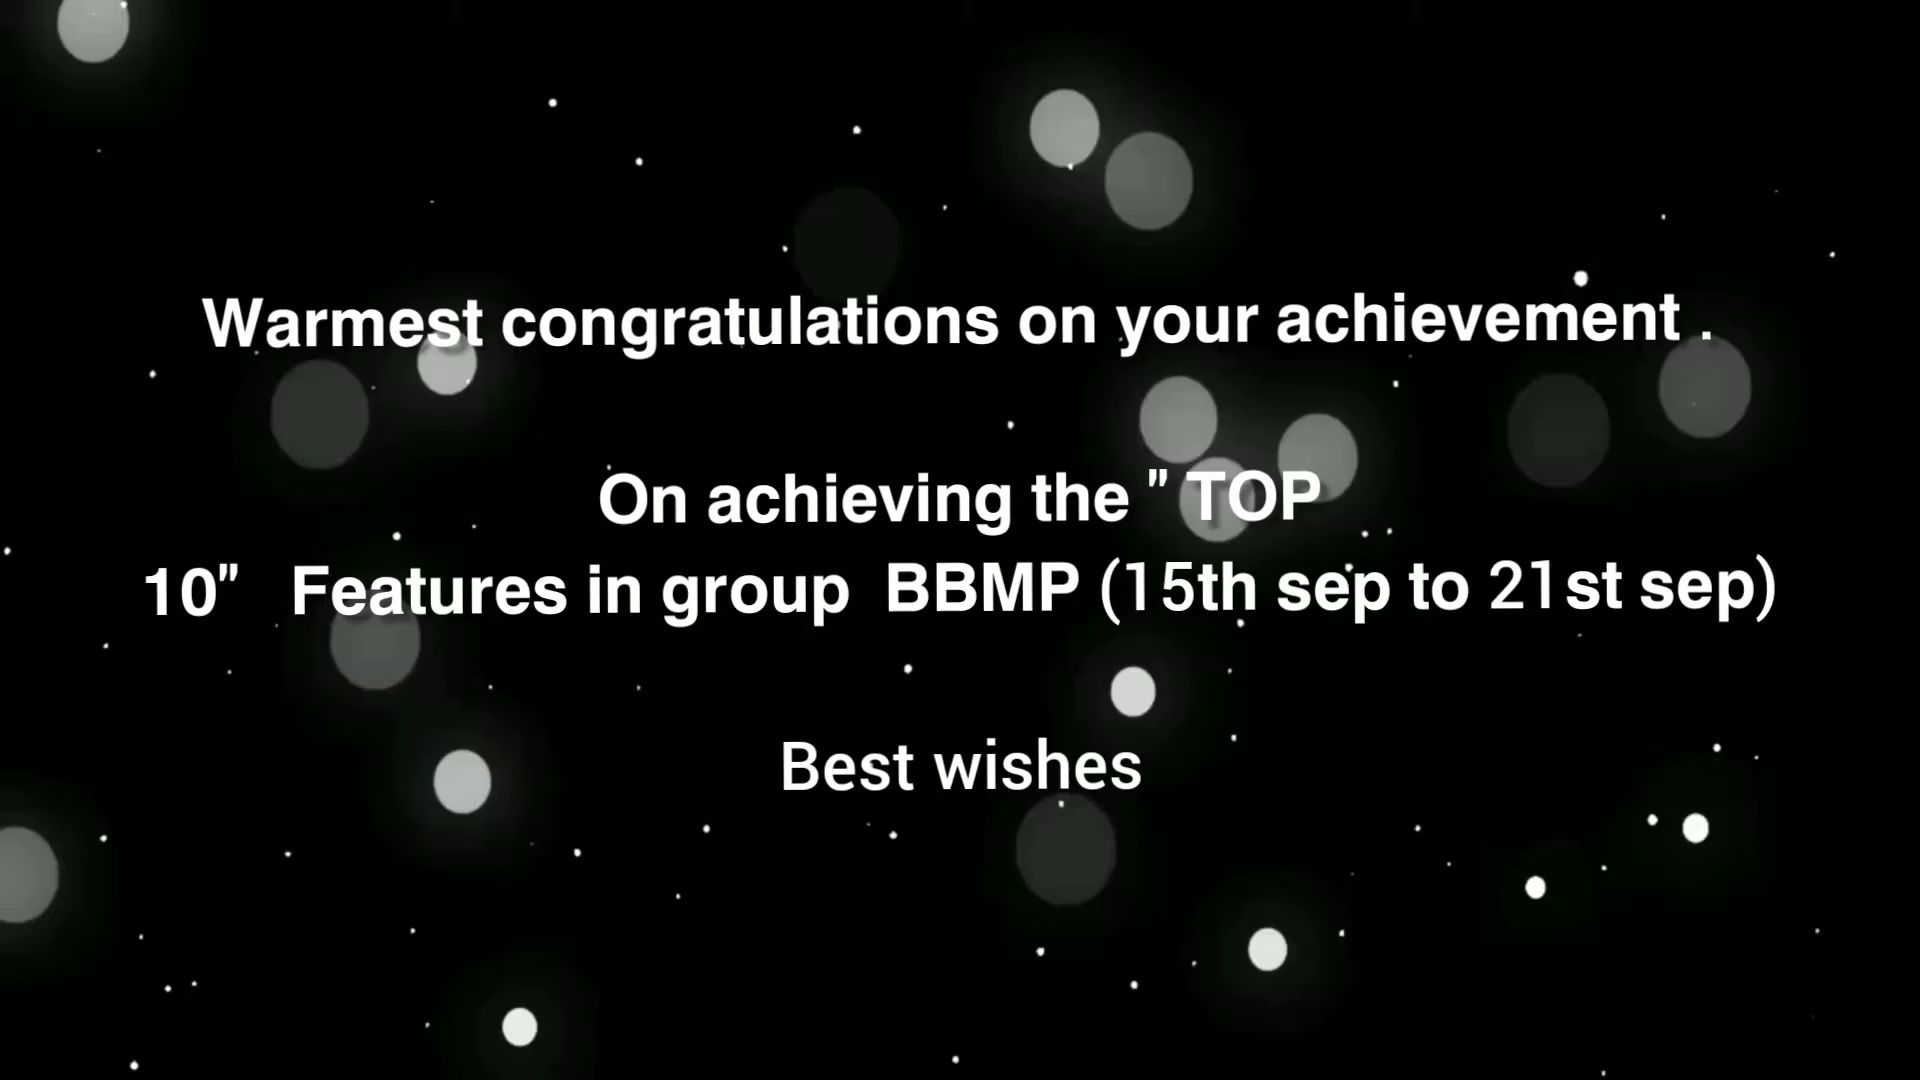 Warmest congratulations on your achievement .
On achieving the " TOP
10"   Features in group  BBMP (15th sep to 21st sep)
Best wishes